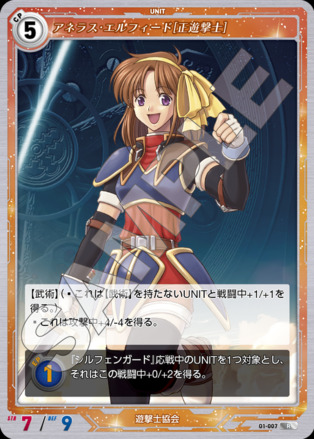 UNIT
CP
5
アネラス・エルフィード[正遊撃士]
SAMPLE
【武術】(・これは【武術】を持たないUNITと戦闘中+1/+1を
得る。)
・これは攻撃中+4/-4を得る。
1
『シルフェンガード』応戦中のUNITを1つ対象とし、
それはこの戦闘中+0/+2を得る。
7 / 9
遊撃士協会
01-007